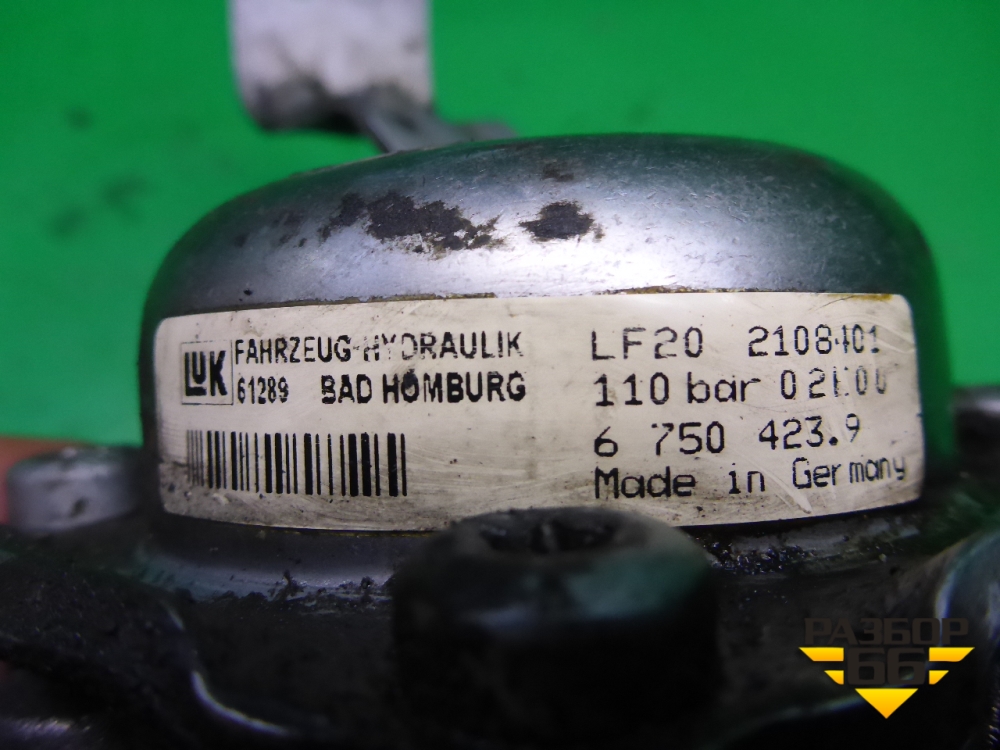 LUK FAHRZEUG-HYDRAULIK
61289 BAD HOMBURG
LF20 2108401
110 bar
6 750 423.9
Made in Germany
РАЗБОР
66